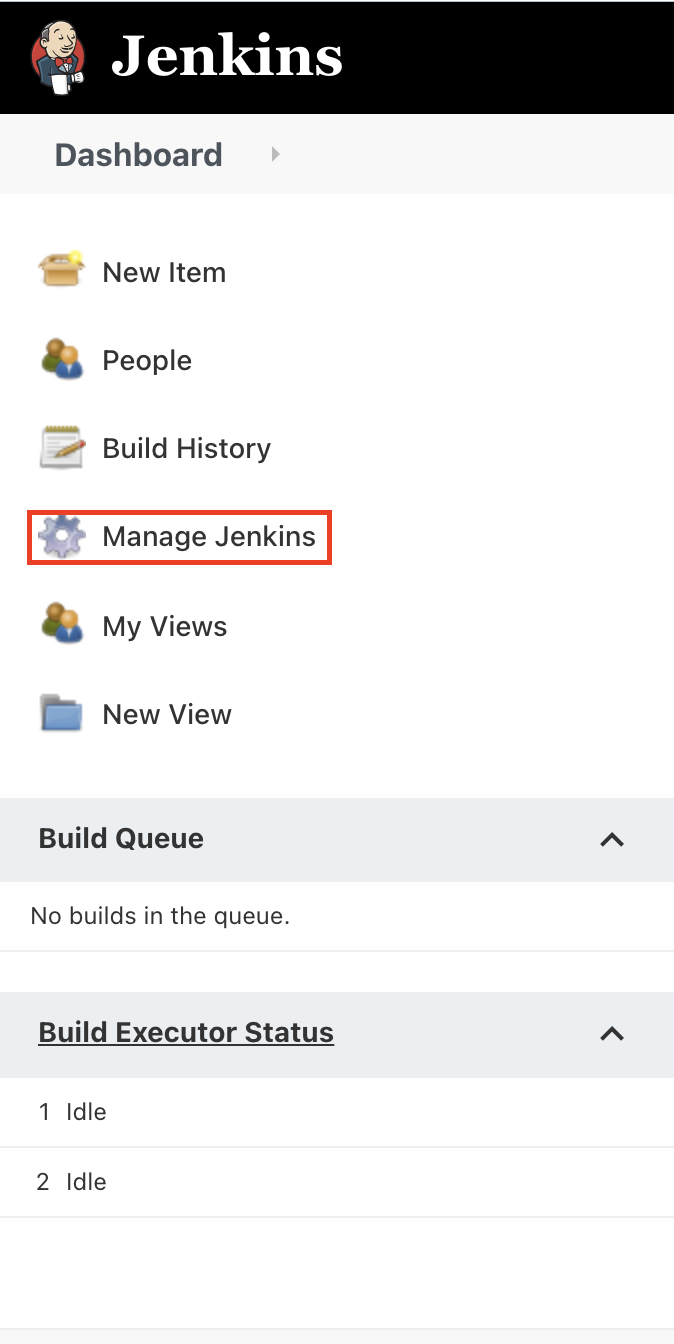 Jenkins
Dashboard
New Item
People
Build History
Manage Jenkins
My Views
New View
Build Queue
No builds in the queue.
Build Executor Status
1 Idle
2 Idle